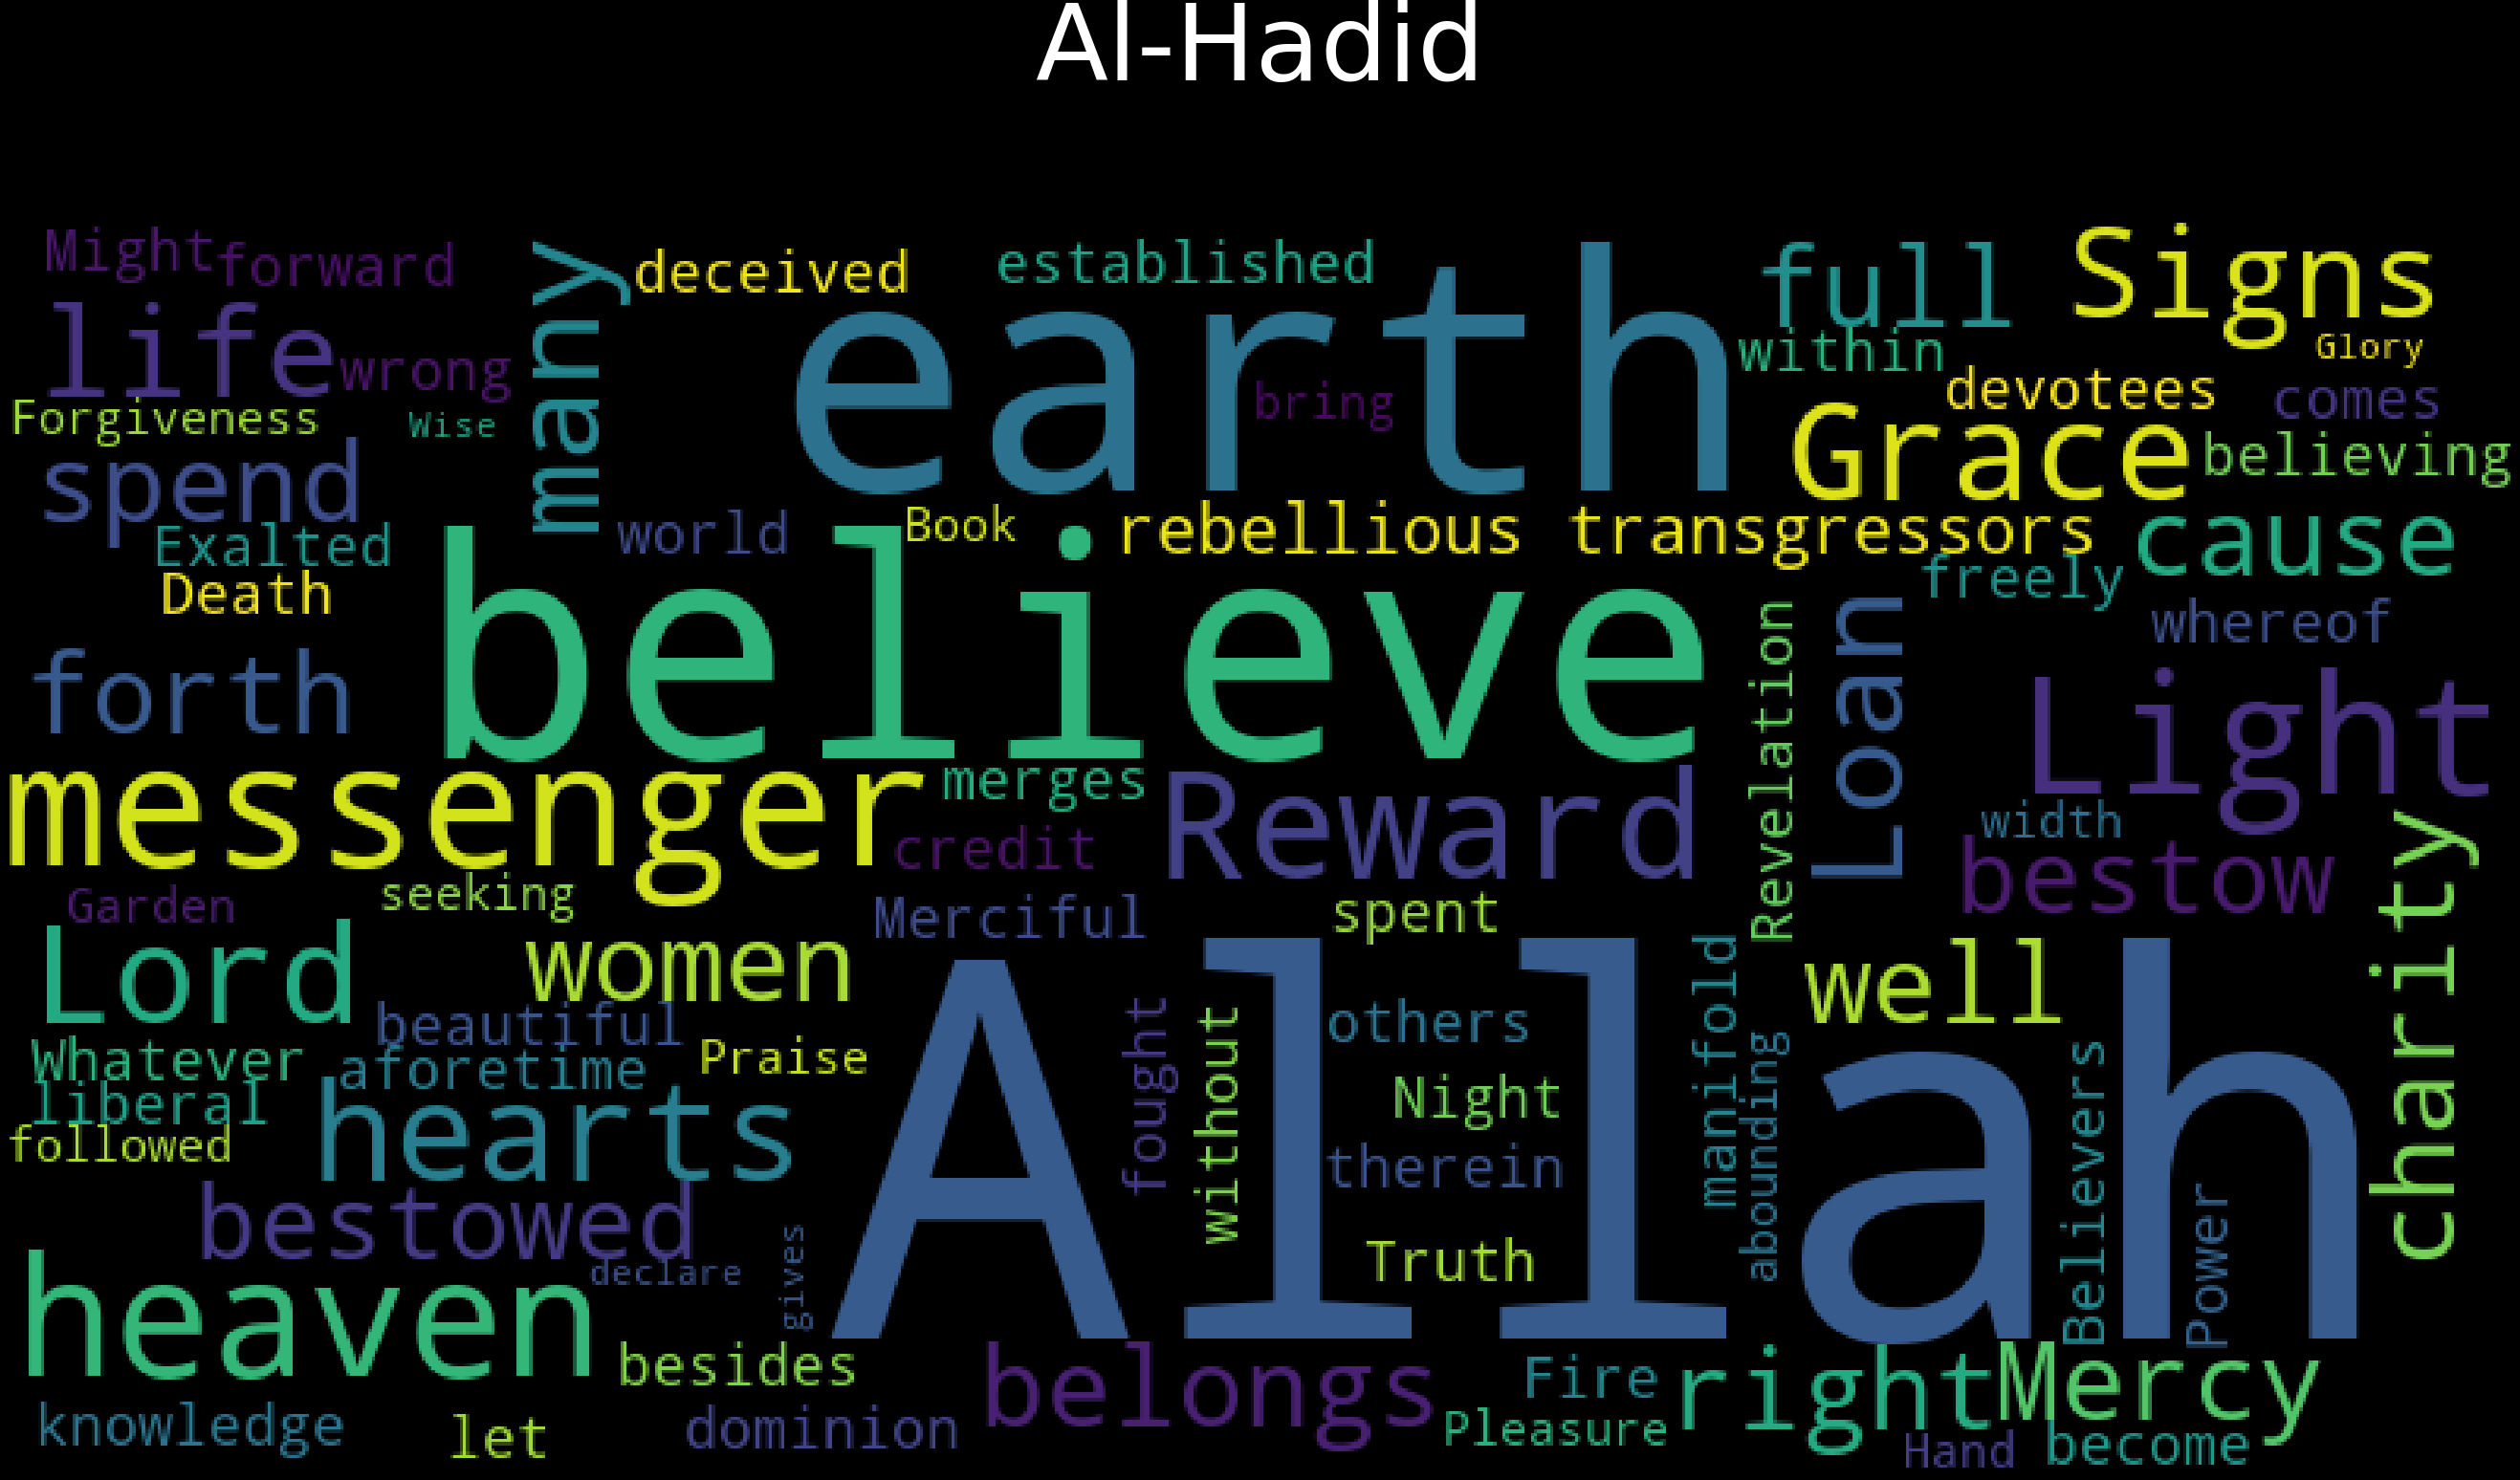 Al-Hadid
Might forward many deceived established earth full Signs
life wrong bring within Glory
Forgiveness Wise devotees comes
spend Grace believing
Exalted world Book rebellious transgressors cause
Death believe freely
forth Revelation Loan whereof
Light
messenger merges Reward width
credit bestow charity
Garden seeking Merciful spent
Lord women Allah well
beautiful fought without others manifold
Whatever aforetime Praise abounding Believers
liberal hearts Night
followed therein
bestowed Power
heaven declare gives Truth
besides belongs Fire right Mercy
knowledge let dominion Pleasure Hand become